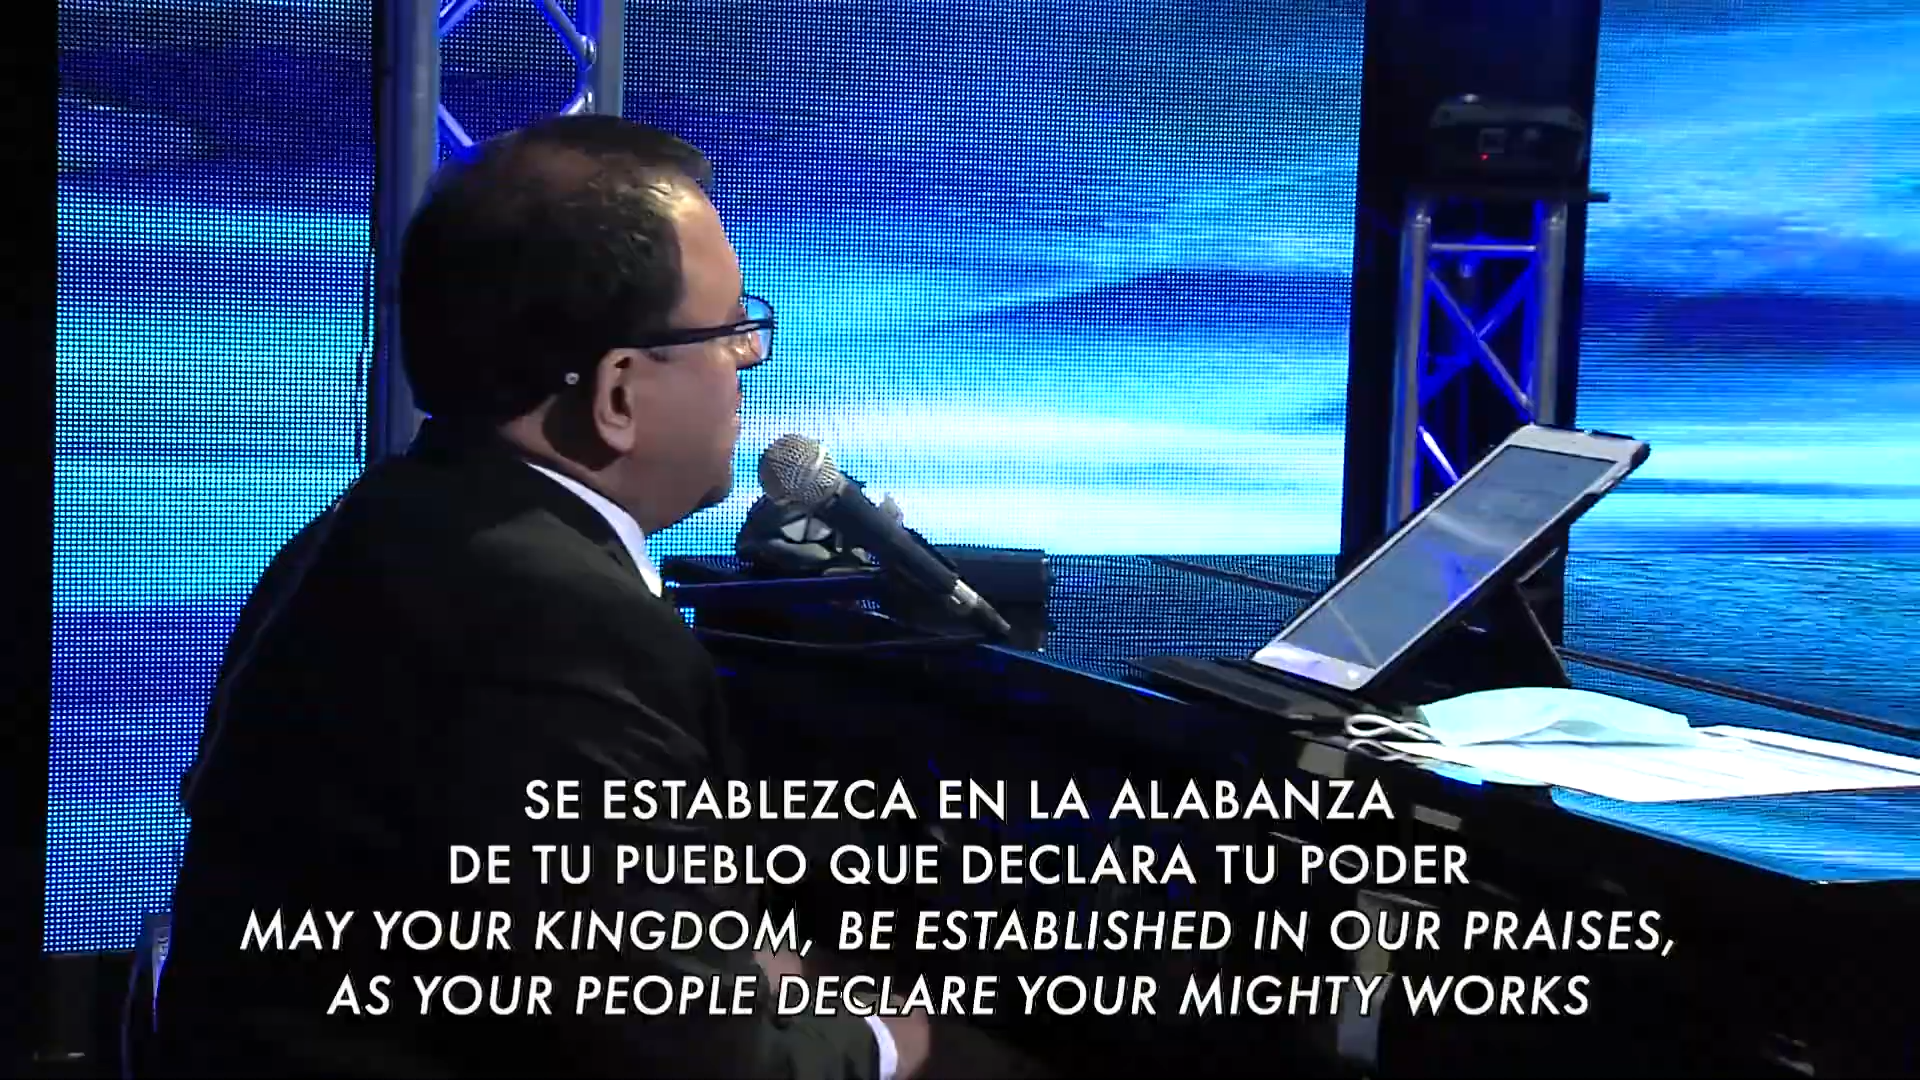 SE ESTABLEZCA EN LA ALABANZA
DE TU PUEBLO QUE DECLARA TU PODER
MAY YOUR KINGDOM, BE ESTABLISHED IN OUR PRAISES,
AS YOUR PEOPLE DECLARE YOUR MIGHTY WORKS